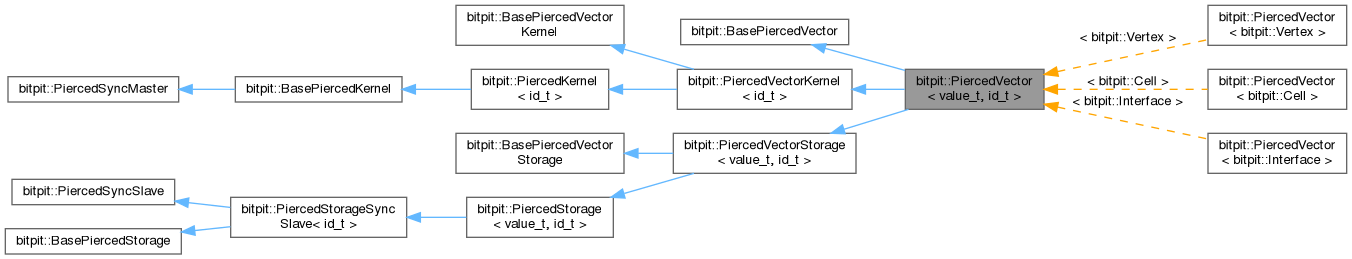 bitpit::PiercedSyncMaster
bitpit::BasePiercedKernel
bitpit::BasePiercedVector
Kernel
bitpit::PiercedKernel
< id_t >
bitpit::BasePiercedVector
bitpit::PiercedVectorKernel
< id_t >
bitpit::BasePiercedVector
Storage
bitpit::PiercedVectorStorage
< value_t, id_t >
bitpit::PiercedSyncSlave
bitpit::BasePiercedStorage
bitpit::PiercedStorageSync
Slave< id_t >
bitpit::PiercedStorage
< value_t, id_t >
bitpit::PiercedVector
< value_t, id_t >
< bitpit::Vertex >
< bitpit::Cell >
< bitpit::Interface >
bitpit::PiercedVector
< bitpit::Vertex >
bitpit::PiercedVector
< bitpit::Cell >
bitpit::PiercedVector
< bitpit::Interface >